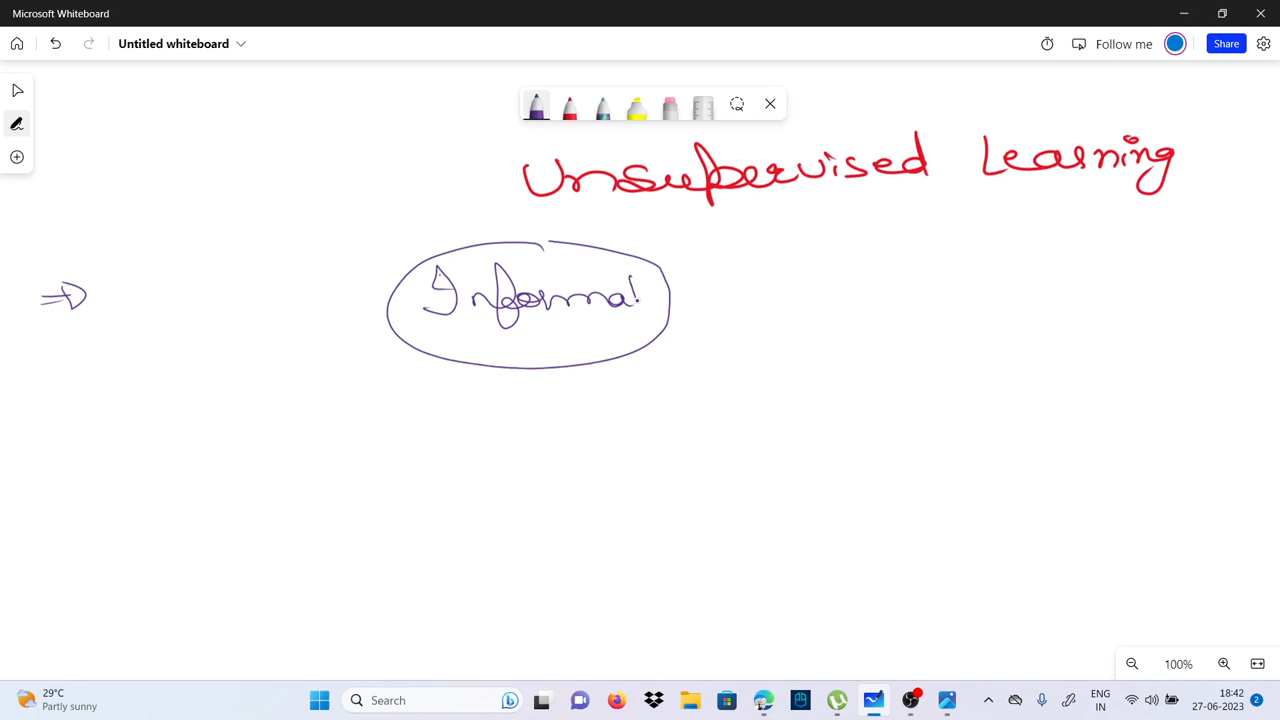 Microsoft Whiteboard
Untitled whiteboard
Follow me
Share
Unsupervised Learning
Informal
100%
29°C
Partly sunny
Search
ENG
IN
18:42
27-06-2023
2